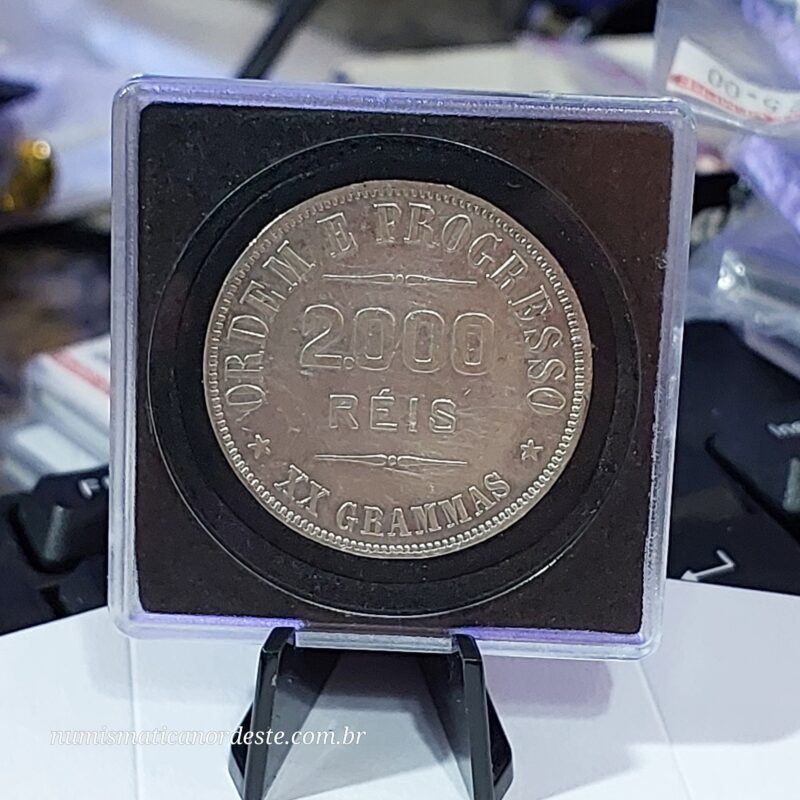 ORDEM E PROGRESSO
2.000
RÉIS
XX GRAMMAS
numismaticanordeste.com.br